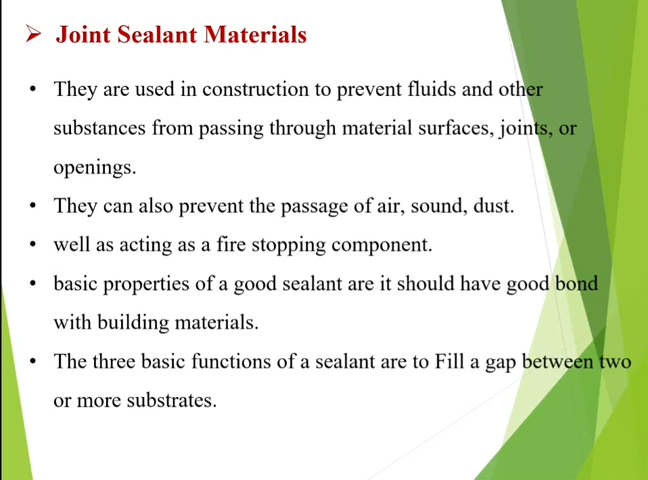 ➢ Joint Sealant Materials
• They are used in construction to prevent fluids and other
substances from passing through material surfaces, joints, or
openings.
• They can also prevent the passage of air, sound, dust.
• well as acting as a fire stopping component.
• basic properties of a good sealant are it should have good bond
with building materials.
• The three basic functions of a sealant are to Fill a gap between two
or more substrates.